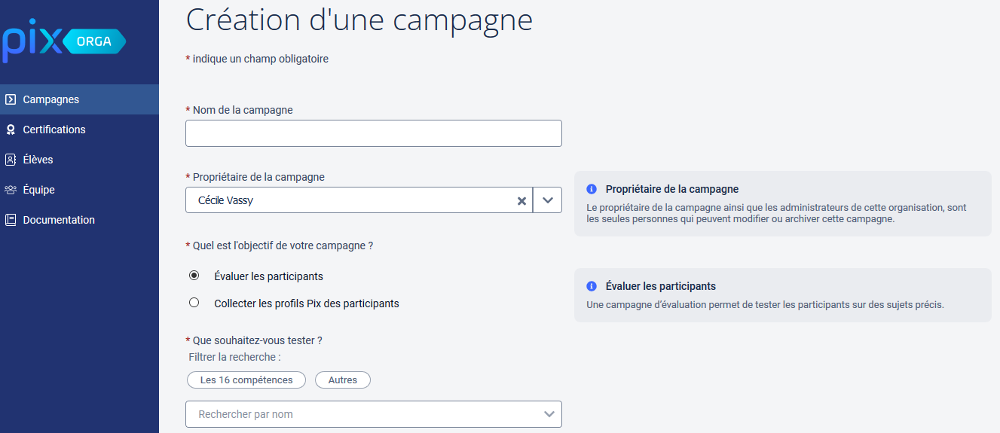 Création d'une campagne
pix ORGA
* indique un champ obligatoire
Campagnes
* Nom de la campagne
Certifications
Élèves
Équipe
Documentation
* Propriétaire de la campagne
Cécile Vassy
Propriétaire de la campagne
Le propriétaire de la campagne ainsi que les administrateurs de cette organisation, sont
les seules personnes qui peuvent modifier ou archiver cette campagne.
* Quel est l'objectif de votre campagne ?
Évaluer les participants
Collecter les profils Pix des participants
Évaluer les participants
Une campagne d'évaluation permet de tester les participants sur des sujets précis.
* Que souhaitez-vous tester ?
Filtrer la recherche :
Les 16 compétences
Autres
Rechercher par nom